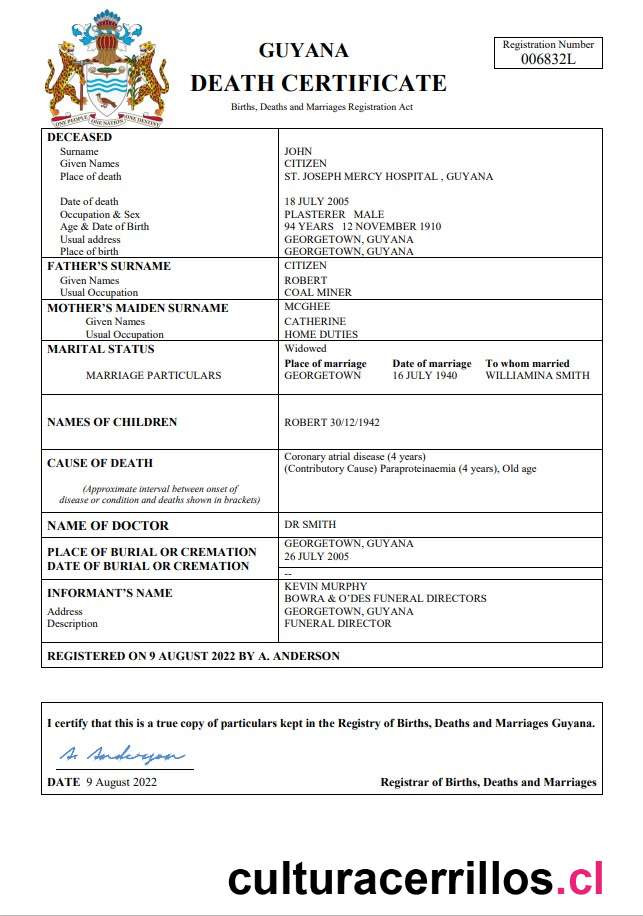 GUYANA
DEATH CERTIFICATE
Births, Deaths and Marriages Registration Act
Registration Number
006832L
ONE PEOPLE ONE NATION ONE DESTINY
DECEASED
Surname JOHN
Given Names CITIZEN
Place of death ST. JOSEPH MERCY HOSPITAL , GUYANA
Date of death 18 JULY 2005
Occupation & Sex PLASTERER MALE
Age & Date of Birth 94 YEARS 12 NOVEMBER 1910
Usual address GEORGETOWN, GUYANA
Place of birth GEORGETOWN, GUYANA
FATHER'S SURNAME CITIZEN
Given Names ROBERT
Usual Occupation COAL MINER
MOTHER'S MAIDEN SURNAME MCGHEE
Given Names CATHERINE
Usual Occupation HOME DUTIES
MARITAL STATUS Widowed
Place of marriage Date of marriage To whom married
MARRIAGE PARTICULARS GEORGETOWN 16 JULY 1940 WILLIAMINA SMITH
NAMES OF CHILDREN ROBERT 30/12/1942
CAUSE OF DEATH Coronary atrial disease (4 years)
(Contributory Cause) Paraproteinaemia (4 years), Old age
(Approximate interval between onset of
disease or condition and deaths shown in brackets)
NAME OF DOCTOR DR SMITH
PLACE OF BURIAL OR CREMATION GEORGETOWN, GUYANA
DATE OF BURIAL OR CREMATION 26 JULY 2005
--
INFORMANT'S NAME KEVIN MURPHY
BOWRA & O'DES FUNERAL DIRECTORS
Address GEORGETOWN, GUYANA
Description FUNERAL DIRECTOR
REGISTERED ON 9 AUGUST 2022 BY A. ANDERSON
I certify that this is a true copy of particulars kept in the Registry of Births, Deaths and Marriages Guyana.
A. Anderson
DATE 9 August 2022 Registrar of Births, Deaths and Marriages
culturacerrillos.cl